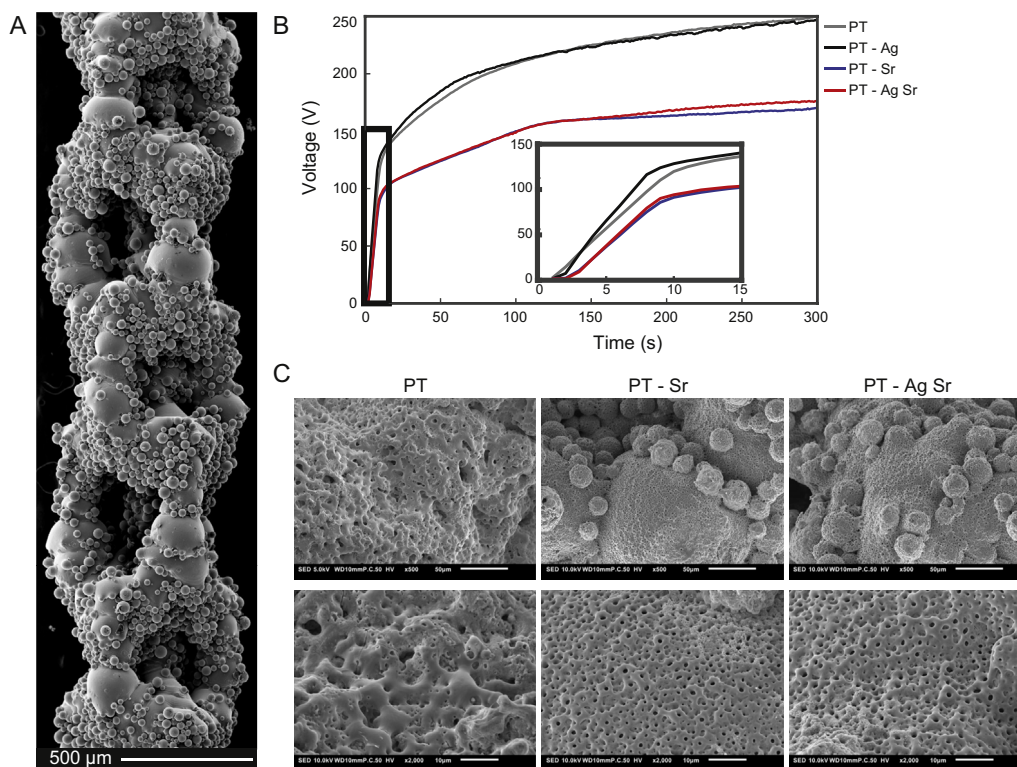 A
500 µm
B
Voltage (V)
250
200
150
100
50
0
0
50
100
150
200
250
300
Time (s)
150
100
50
0
0
5
10
15
PT
PT - Ag
PT - Sr
PT - Ag Sr
C
PT
PT - Sr
PT - Ag Sr
SED 5.0kV WD10mmP.C.50 HV x500 50µm
SED 10.0kV WD10mmP.C.50 HV x500 50µm
SED 10.0kV WD10mmP.C.50 HV x500 50µm
SED 10.0kV WD10mmP.C.50 HV x2,000 10µm
SED 10.0kV WD10mmP.C.50 HV x2,000 10µm
SED 10.0kV WD10mmP.C.50 HV x2,000 10µm